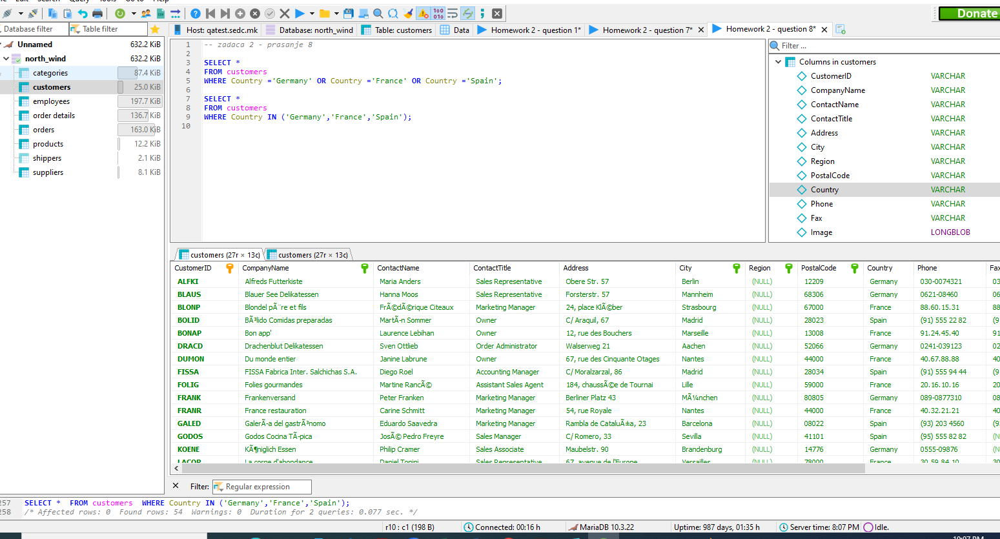 Search Query Tools Go to Help
Donate
Database filter Table filter
Host: qatest.sedc.mk Database: north_wind Table: customers Data Homework 2 - question 1* Homework 2 - question 7* Homework 2 - question 8*
Unnamed 632.2 KiB
north_wind 632.2 KiB
categories 87.4 KiB
customers 25.0 KiB
employees 197.7 KiB
order details 136.7 KiB
orders 163.0 KiB
products 12.2 KiB
shippers 2.1 KiB
suppliers 8.1 KiB
1 -- zadaca 2 - prasanje 8
2
3 SELECT *
4 FROM customers
5 WHERE Country ='Germany' OR Country ='France' OR Country ='Spain';
6
7 SELECT *
8 FROM customers
9 WHERE Country IN ('Germany','France','Spain');
10
Filter ...
Columns in customers
CustomerID VARCHAR
CompanyName VARCHAR
ContactName VARCHAR
ContactTitle VARCHAR
Address VARCHAR
City VARCHAR
Region VARCHAR
PostalCode VARCHAR
Country VARCHAR
Phone VARCHAR
Fax VARCHAR
Image LONGBLOB
customers (27r × 13c) customers (27r × 13c)
CustomerID CompanyName ContactName ContactTitle Address City Region PostalCode Country Phone Fax
ALFKI Alfreds Futterkiste Maria Anders Sales Representative Obere Str. 57 Berlin (NULL) 12209 Germany 030-0074321 03
BLAUS Blauer See Delikatessen Hanna Moos Sales Representative Forsterstr. 57 Mannheim (NULL) 68306 Germany 0621-08460 06
BLONP Blondel pÃ¨re et fils FrÃ©dÃ©rique Citeaux Marketing Manager 24, place KlÃ©ber Strasbourg (NULL) 67000 France 88.60.15.31 88
BOLID BÃ³lido Comidas preparadas MartÃ-n Sommer Owner C/ Araquil, 67 Madrid (NULL) 28023 Spain (91) 555 22 82 (9
BONAP Bon app' Laurence Lebihan Owner 12, rue des Bouchers Marseille (NULL) 13008 France 91.24.45.40 91
DRACD Drachenblut Delikatessen Sven Ottlieb Order Administrator Walserweg 21 Aachen (NULL) 52066 Germany 0241-039123 02
DUMON Du monde entier Janine Labrune Owner 67, rue des Cinquante Otages Nantes (NULL) 44000 France 40.67.88.88 40
FISSA FISSA Fabrica Inter. Salchichas S.A. Diego Roel Accounting Manager C/ Moralzarzal, 86 Madrid (NULL) 28034 Spain (91) 555 94 44 (9
FOLIG Folies gourmandes Martine RancÃ© Assistant Sales Agent 184, chaussÃ©e de Tournai Lille (NULL) 59000 France 20.16.10.16 20
FRANK Frankenversand Peter Franken Marketing Manager Berliner Platz 43 MÃ¼nchen (NULL) 80805 Germany 089-0877310 08
FRANR France restauration Carine Schmitt Marketing Manager 54, rue Royale Nantes (NULL) 44000 France 40.32.21.21 40
GALED GalerÃ-a del gastrÃ³nomo Eduardo Saavedra Marketing Manager Rambla de CataluÃ±a, 23 Barcelona (NULL) 08022 Spain (93) 203 4560 (9
GODOS Godos Cocina TÃ-pica JosÃ© Pedro Freyre Sales Manager C/ Romero, 33 Sevilla (NULL) 41101 Spain (95) 555 82 82 (N
KOENE KÃ¶niglich Essen Philip Cramer Sales Associate Maubelstr. 90 Brandenburg (NULL) 14776 Germany 0555-09876 (N
LACOR La corne d'abondance Daniel Tonini Sales Representative 67, avenue de l'Europe Versailles (NULL) 78000 France 30.59.84.10 30
Filter: Regular expression
257 SELECT * FROM customers WHERE Country IN ('Germany','France','Spain');
258 /* Affected rows: 0 Found rows: 54 Warnings: 0 Duration for 2 queries: 0.077 sec. */
r10 : c1 (198 B) Connected: 00:16 h MariaDB 10.3.22 Uptime: 987 days, 01:35 h Server time: 8:07 PM Idle.
10:07 PM